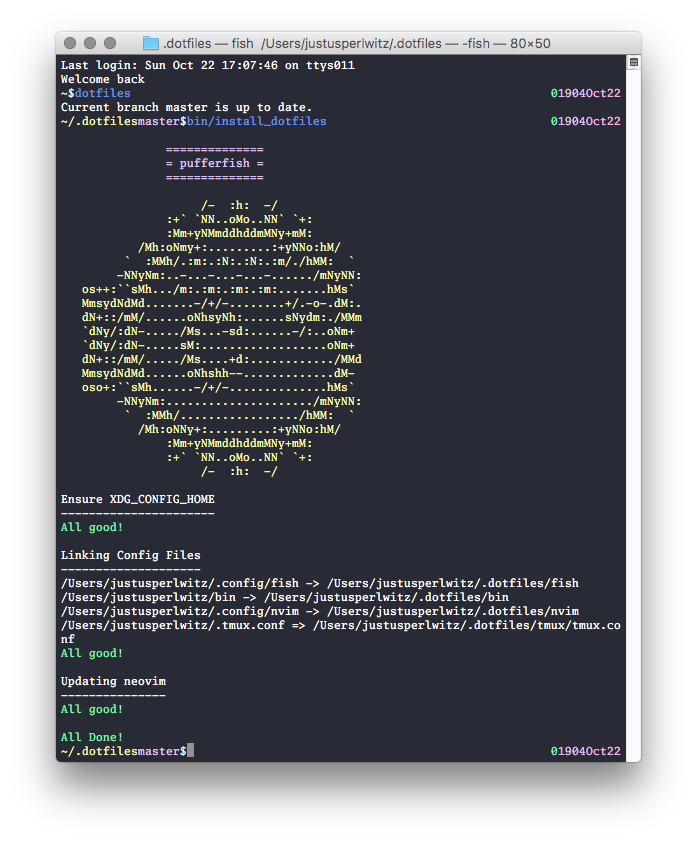 .dotfiles — fish  /Users/justusperlwitz/.dotfiles — -fish — 80×50
Last login: Sun Oct 22 17:07:46 on ttys011
Welcome back
~$dotfiles                                                            01904Oct22
Current branch master is up to date.
~/.dotfilesmaster$bin/install_dotfiles                                01904Oct22

               ==============
               = pufferfish =
               ==============

                    /-  :h:  -/
               :+` `NN..oMo..NN` `+:
               :Mm+yNMmddhddmMNy+mM:
           /Mh:oNmy+:.........:+yNNo:hM/
         `  :MMh/.:m:.:N:.:N:.:m/./hMM:  `
        -NNyNm:..-...-...-...-....../mNyNN:
   os++:``sMh.../m:.:m:.:m:.:m:.......hMs`
   MmsydNdMd.......-/+/-........+/.-o-.dM:.
   dN+::/mM/......oNhsyNh:......sNydm:./MMm
   `dNy/:dN-...../Ms...-sd:......-/:..oNm+
   `dNy/:dN-.....sM:..................oNm+
   dN+::/mM/...../Ms....+d:............/MMd
   MmsydNdMd......oNhshh--.............dM-
   oso+:``sMh......-/+/-..............hMs`
        -NNyNm:...................../mNyNN:
         `  :MMh/................./hMM:  `
           /Mh:oNNy+:.........:+yNNo:hM/
               :Mm+yNMmddhddmMNy+mM:
               :+` `NN..oMo..NN` `+:
                    /-  :h:  -/

Ensure XDG_CONFIG_HOME
----------------------
All good!

Linking Config Files
--------------------
/Users/justusperlwitz/.config/fish -> /Users/justusperlwitz/.dotfiles/fish
/Users/justusperlwitz/bin -> /Users/justusperlwitz/.dotfiles/bin
/Users/justusperlwitz/.config/nvim -> /Users/justusperlwitz/.dotfiles/nvim
/Users/justusperlwitz/.tmux.conf => /Users/justusperlwitz/.dotfiles/tmux/tmux.co
nf
All good!

Updating neovim
---------------
All good!

All Done!
~/.dotfilesmaster$                                                    01904Oct22